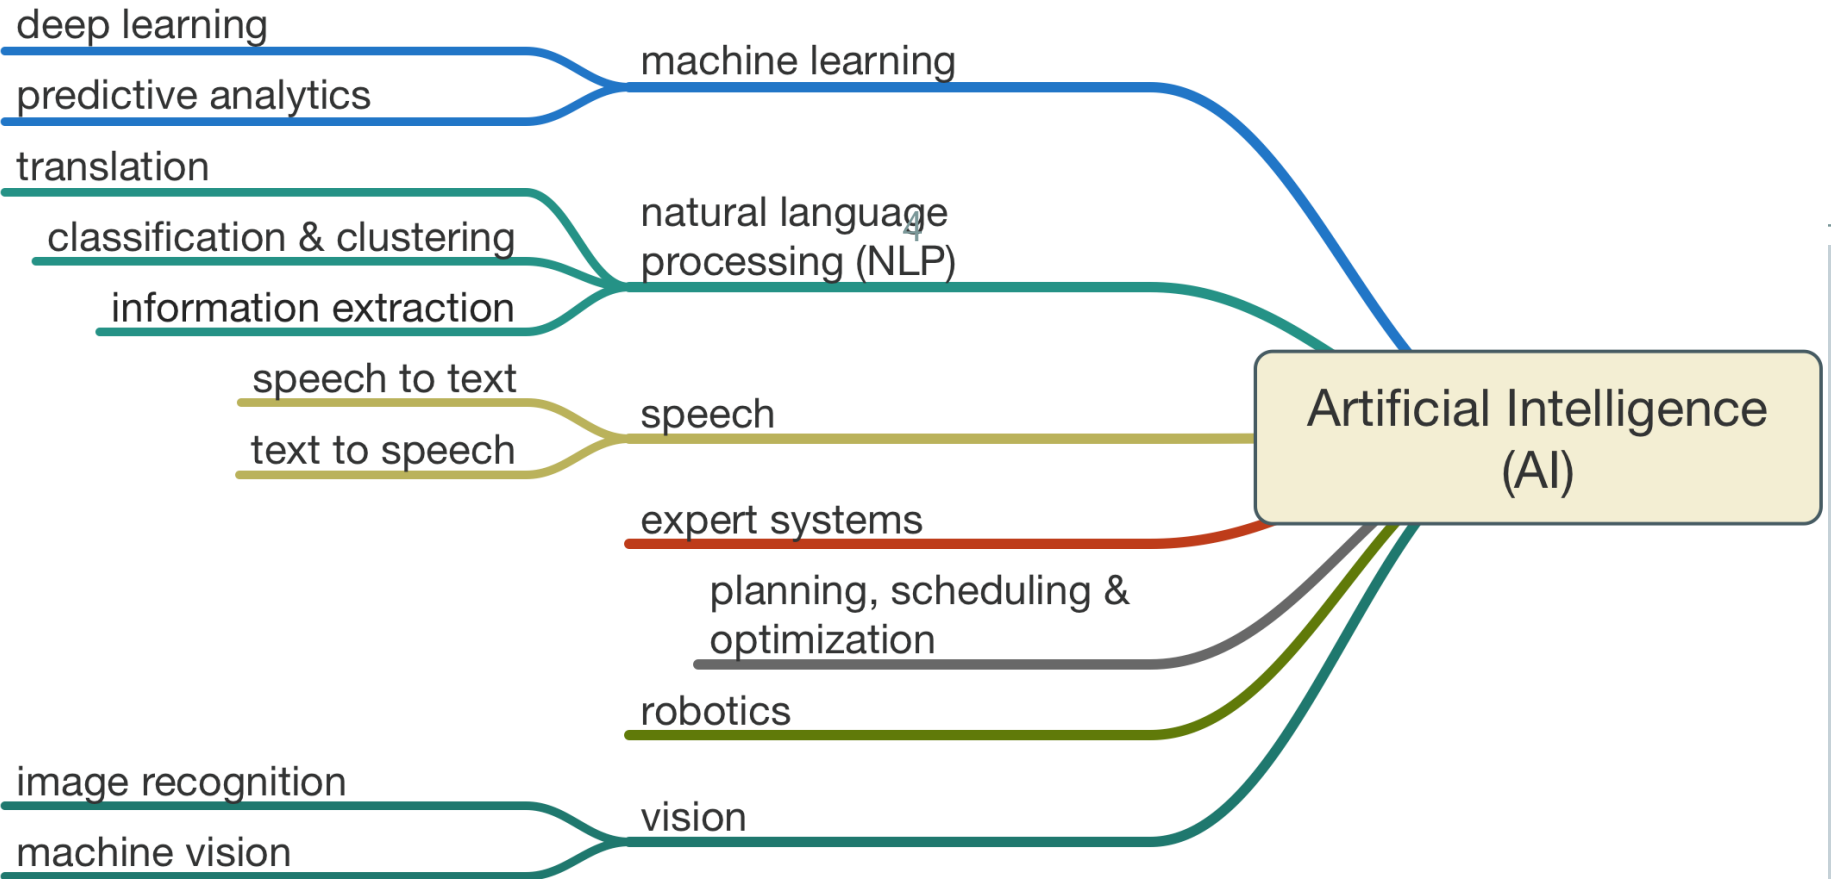 deep learning
predictive analytics
machine learning
translation
classification & clustering
information extraction
natural language
4
processing (NLP)
speech to text
text to speech
speech
expert systems
planning, scheduling &
optimization
robotics
image recognition
machine vision
vision
Artificial Intelligence
(AI)